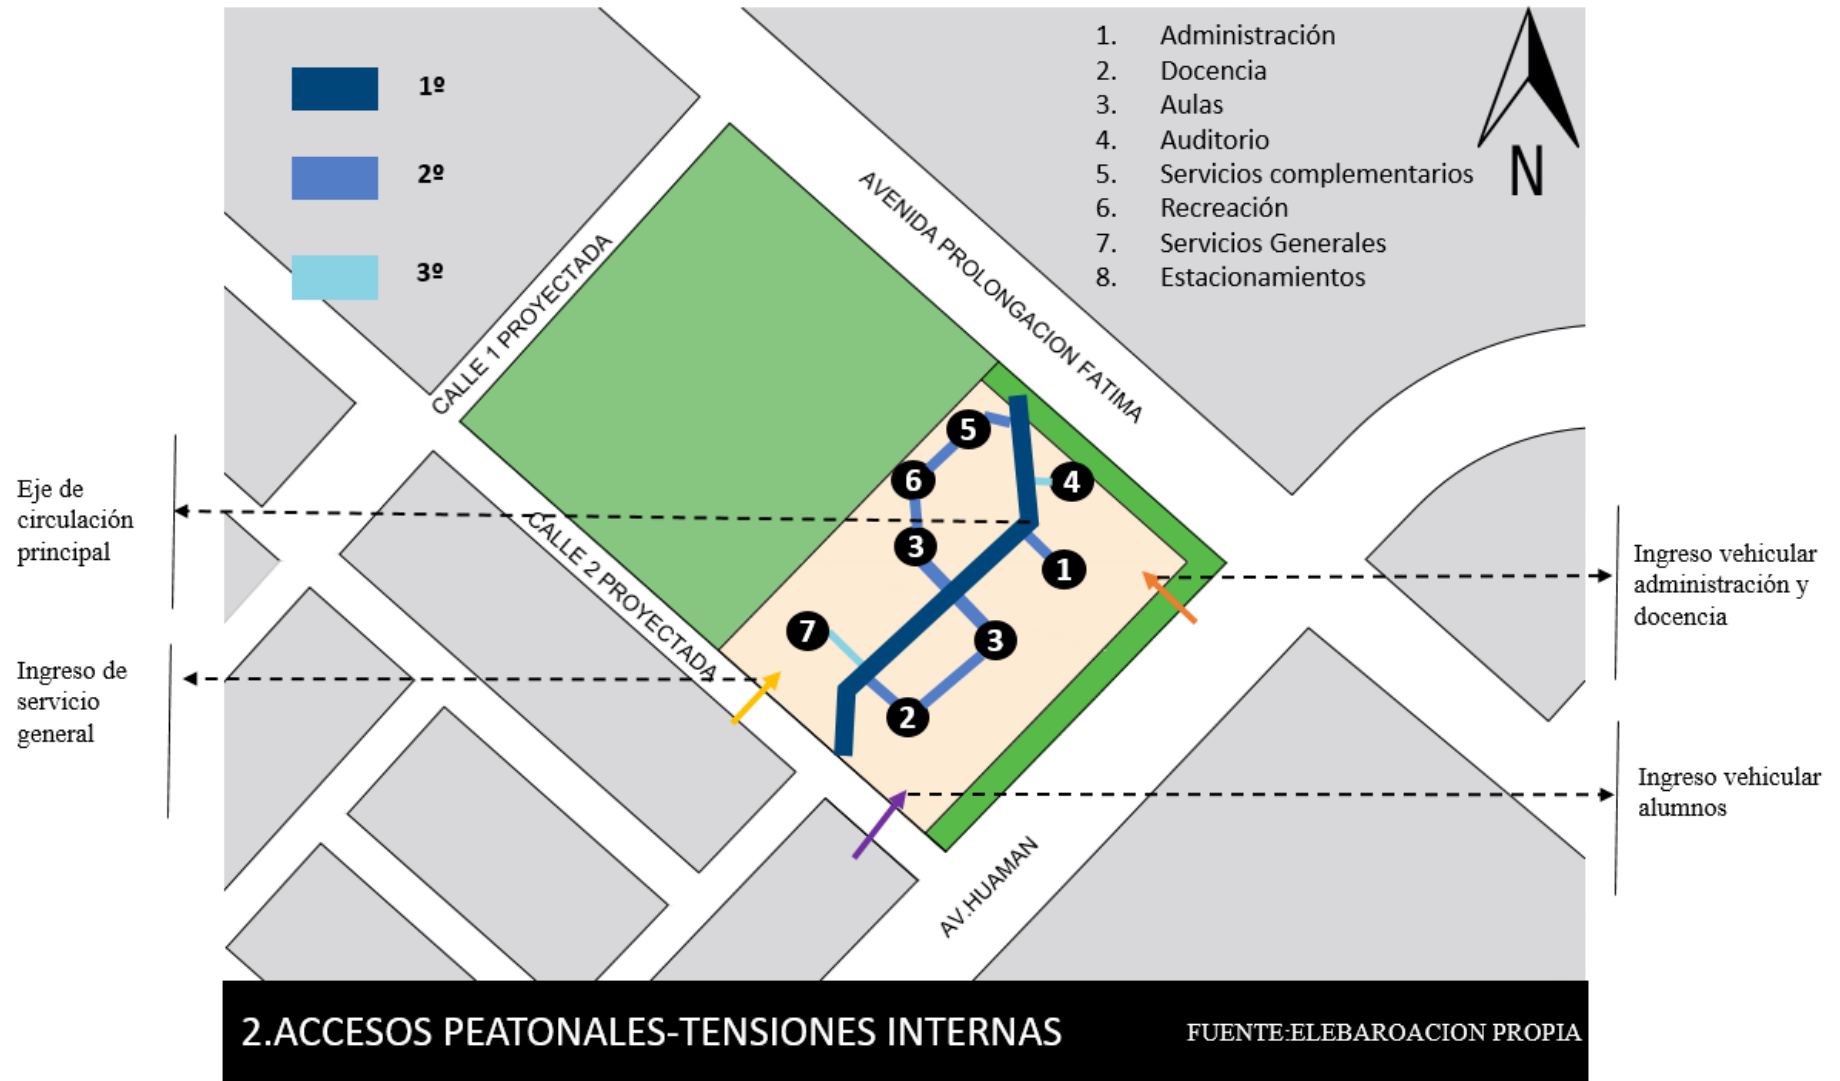 1º
2º
3º
1. Administración
2. Docencia
3. Aulas
4. Auditorio
5. Servicios complementarios
6. Recreación
7. Servicios Generales
8. Estacionamientos
N
CALLE 1 PROYECTADA
AVENIDA PROLONGACION FATIMA
CALLE 2 PROYECTADA
AV.HUAMAN
5
4
6
3
1
7
3
2
Eje de
circulación
principal
Ingreso de
servicio
general
Ingreso vehicular
administración y
docencia
Ingreso vehicular
alumnos
2.ACCESOS PEATONALES-TENSIONES INTERNAS
FUENTE:ELEBAROACION PROPIA